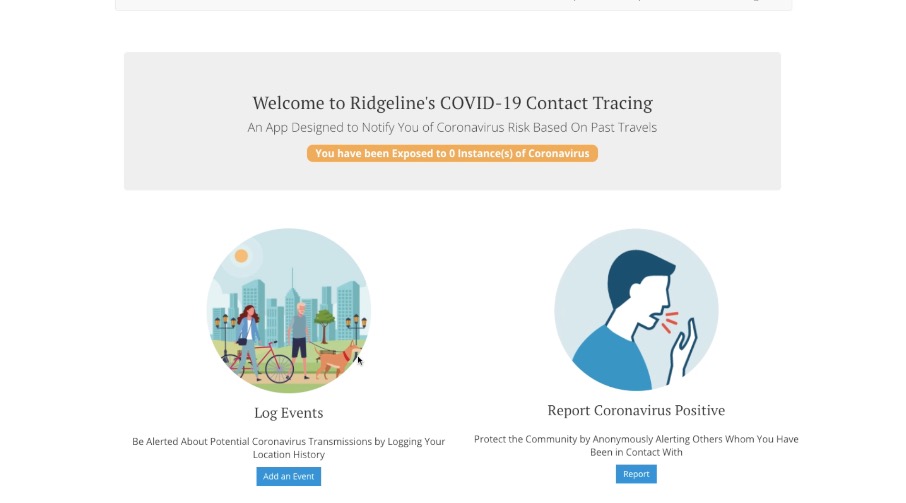 Welcome to Ridgeline's COVID-19 Contact Tracing
An App Designed to Notify You of Coronavirus Risk Based On Past Travels
You have been Exposed to 0 Instance(s) of Coronavirus
Log Events
Be Alerted About Potential Coronavirus Transmissions by Logging Your
Location History
Add an Event
Report Coronavirus Positive
Protect the Community by Anonymously Alerting Others Whom You Have
Been in Contact With
Report